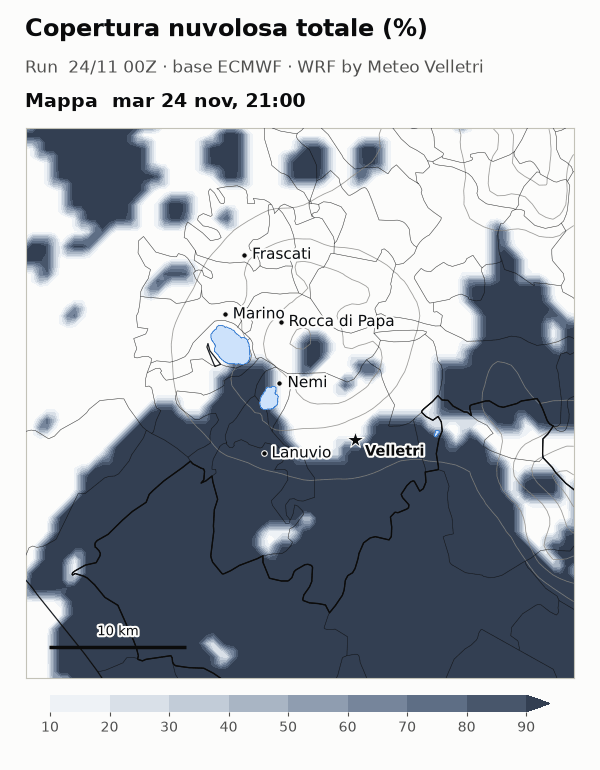 Copertura nuvolosa totale (%)
Run 24/11 00Z · base ECMWF · WRF by Meteo Velletri
Mappa mar 24 nov, 21:00
Frascati
Marino
Rocca di Papa
Nemi
Lanuvio
Velletri
10 km
10 20 30 40 50 60 70 80 90